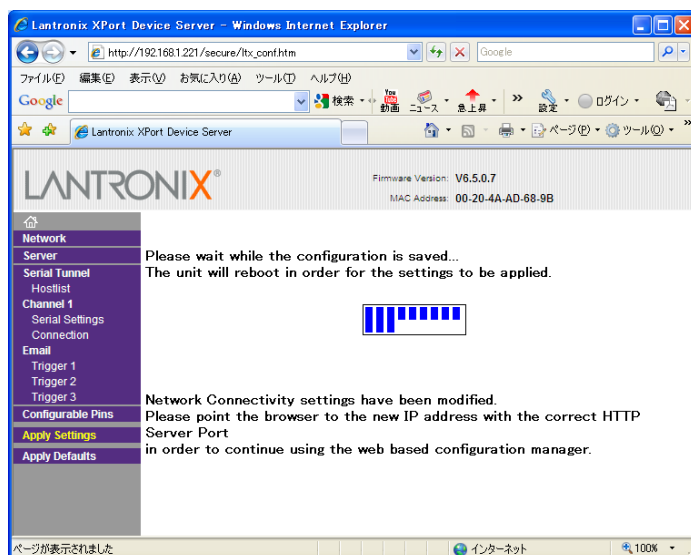 Lantronix XPort Device Server - Windows Internet Explorer
http://192.168.1.221/secure/ltx_conf.htm
Google
ファイル(F) 編集(E) 表示(V) お気に入り(A) ツール(T) ヘルプ(H)
Google 検索 You Tube 動画 ニュース 急上昇 » 設定 ログイン
Lantronix XPort Device Server ページ(P) ツール(O) »
LANTRONIX®
Firmware Version: V6.5.0.7
MAC Address: 00-20-4A-AD-68-9B
Network
Server
Serial Tunnel
Hostlist
Channel 1
Serial Settings
Connection
Email
Trigger 1
Trigger 2
Trigger 3
Configurable Pins
Apply Settings
Apply Defaults
Please wait while the configuration is saved...
The unit will reboot in order for the settings to be applied.
Network Connectivity settings have been modified.
Please point the browser to the new IP address with the correct HTTP
Server Port
in order to continue using the web based configuration manager.
ページが表示されました インターネット 100%